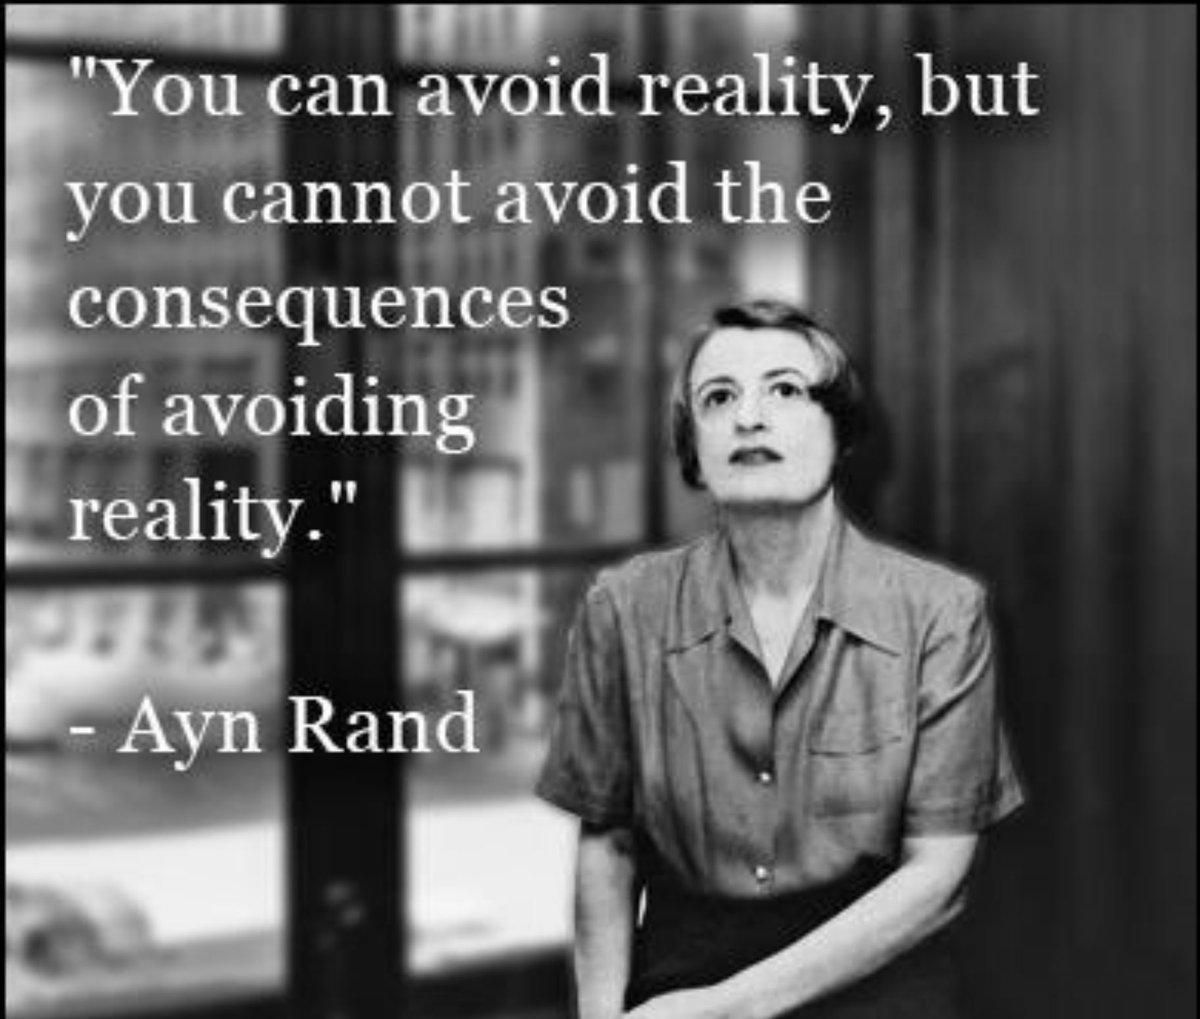 "You can avoid reality, but
you cannot avoid the
consequences
of avoiding
reality."
- Ayn Rand